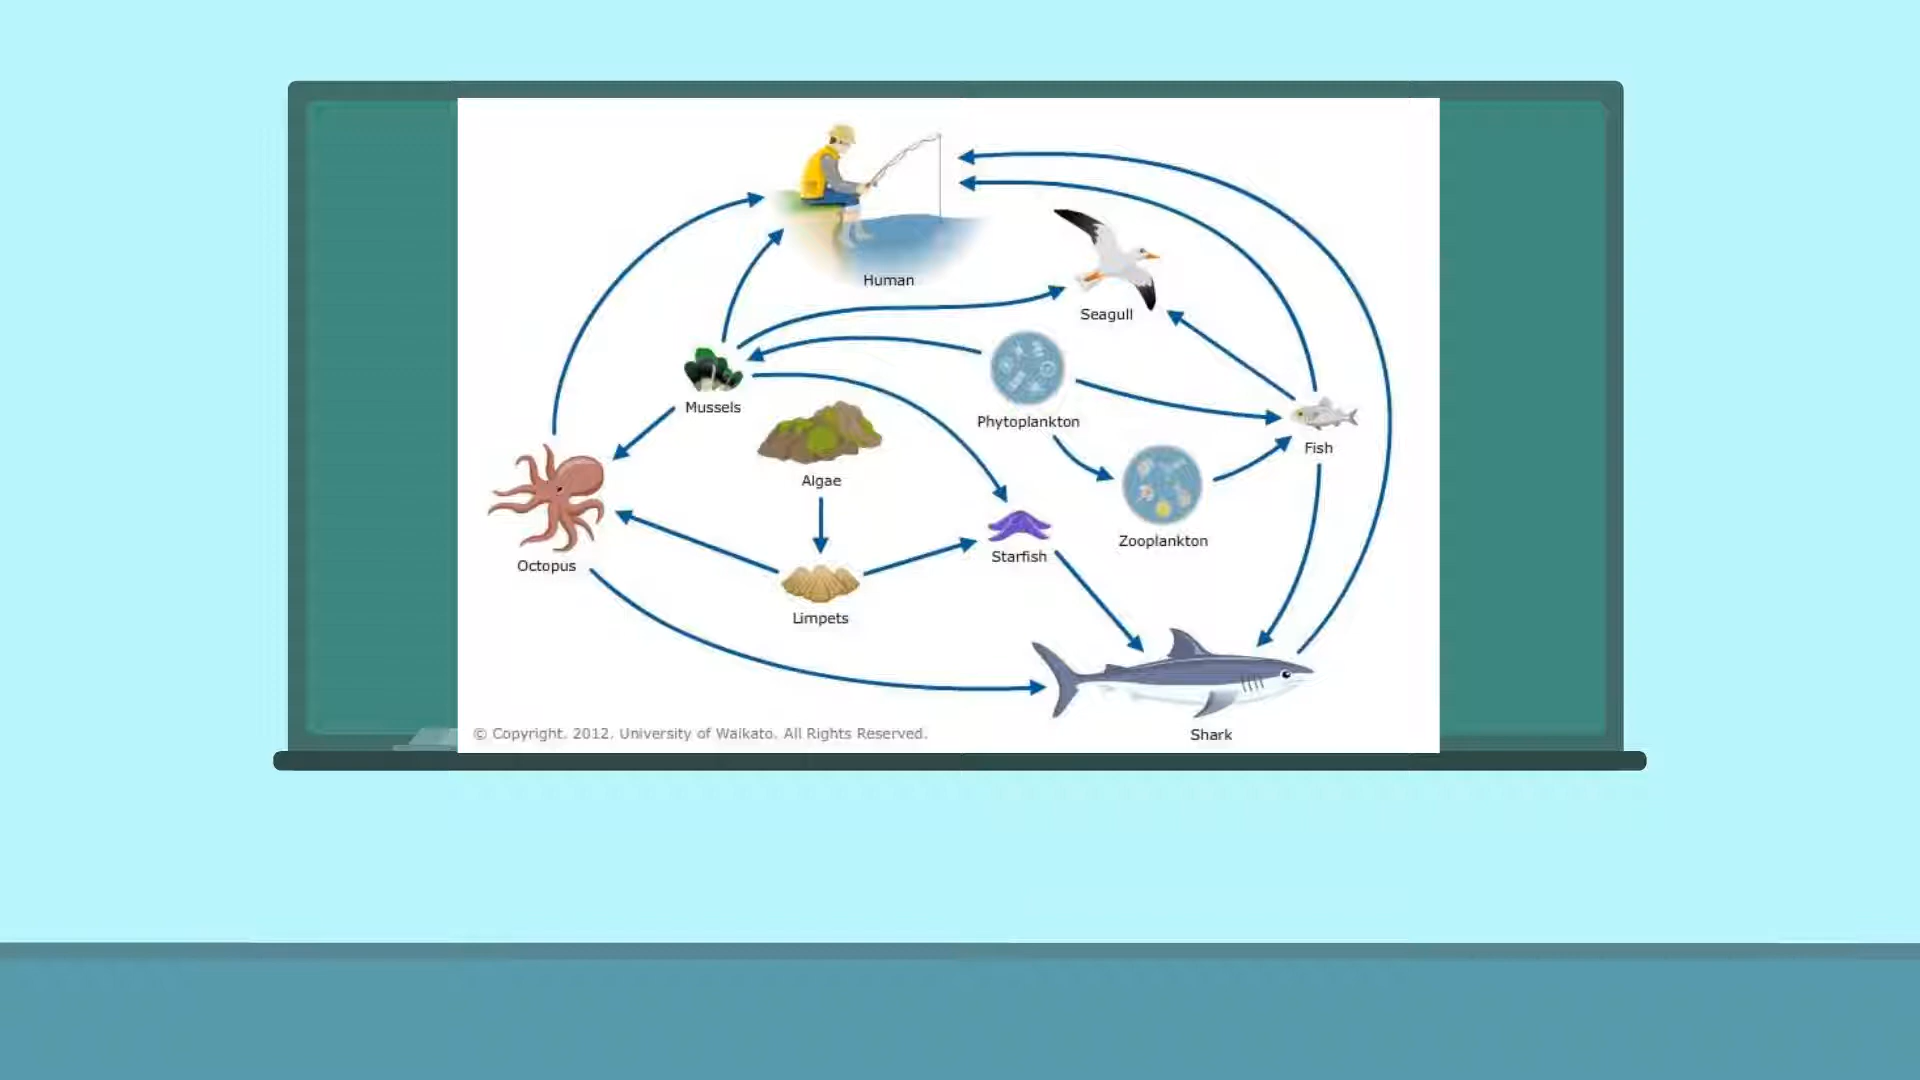 Human
Seagull
Mussels
Phytoplankton
Fish
Algae
Zooplankton
Starfish
Octopus
Limpets
© Copyright. 2012. University of Waikato. All Rights Reserved.
Shark